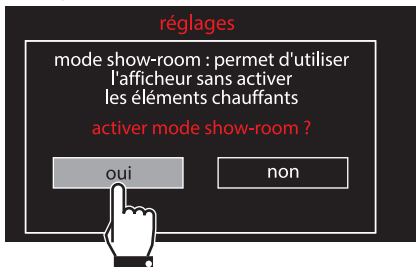 réglages
mode show-room : permet d'utiliser
l'afficheur sans activer
les éléments chauffants
activer mode show-room ?
oui
non